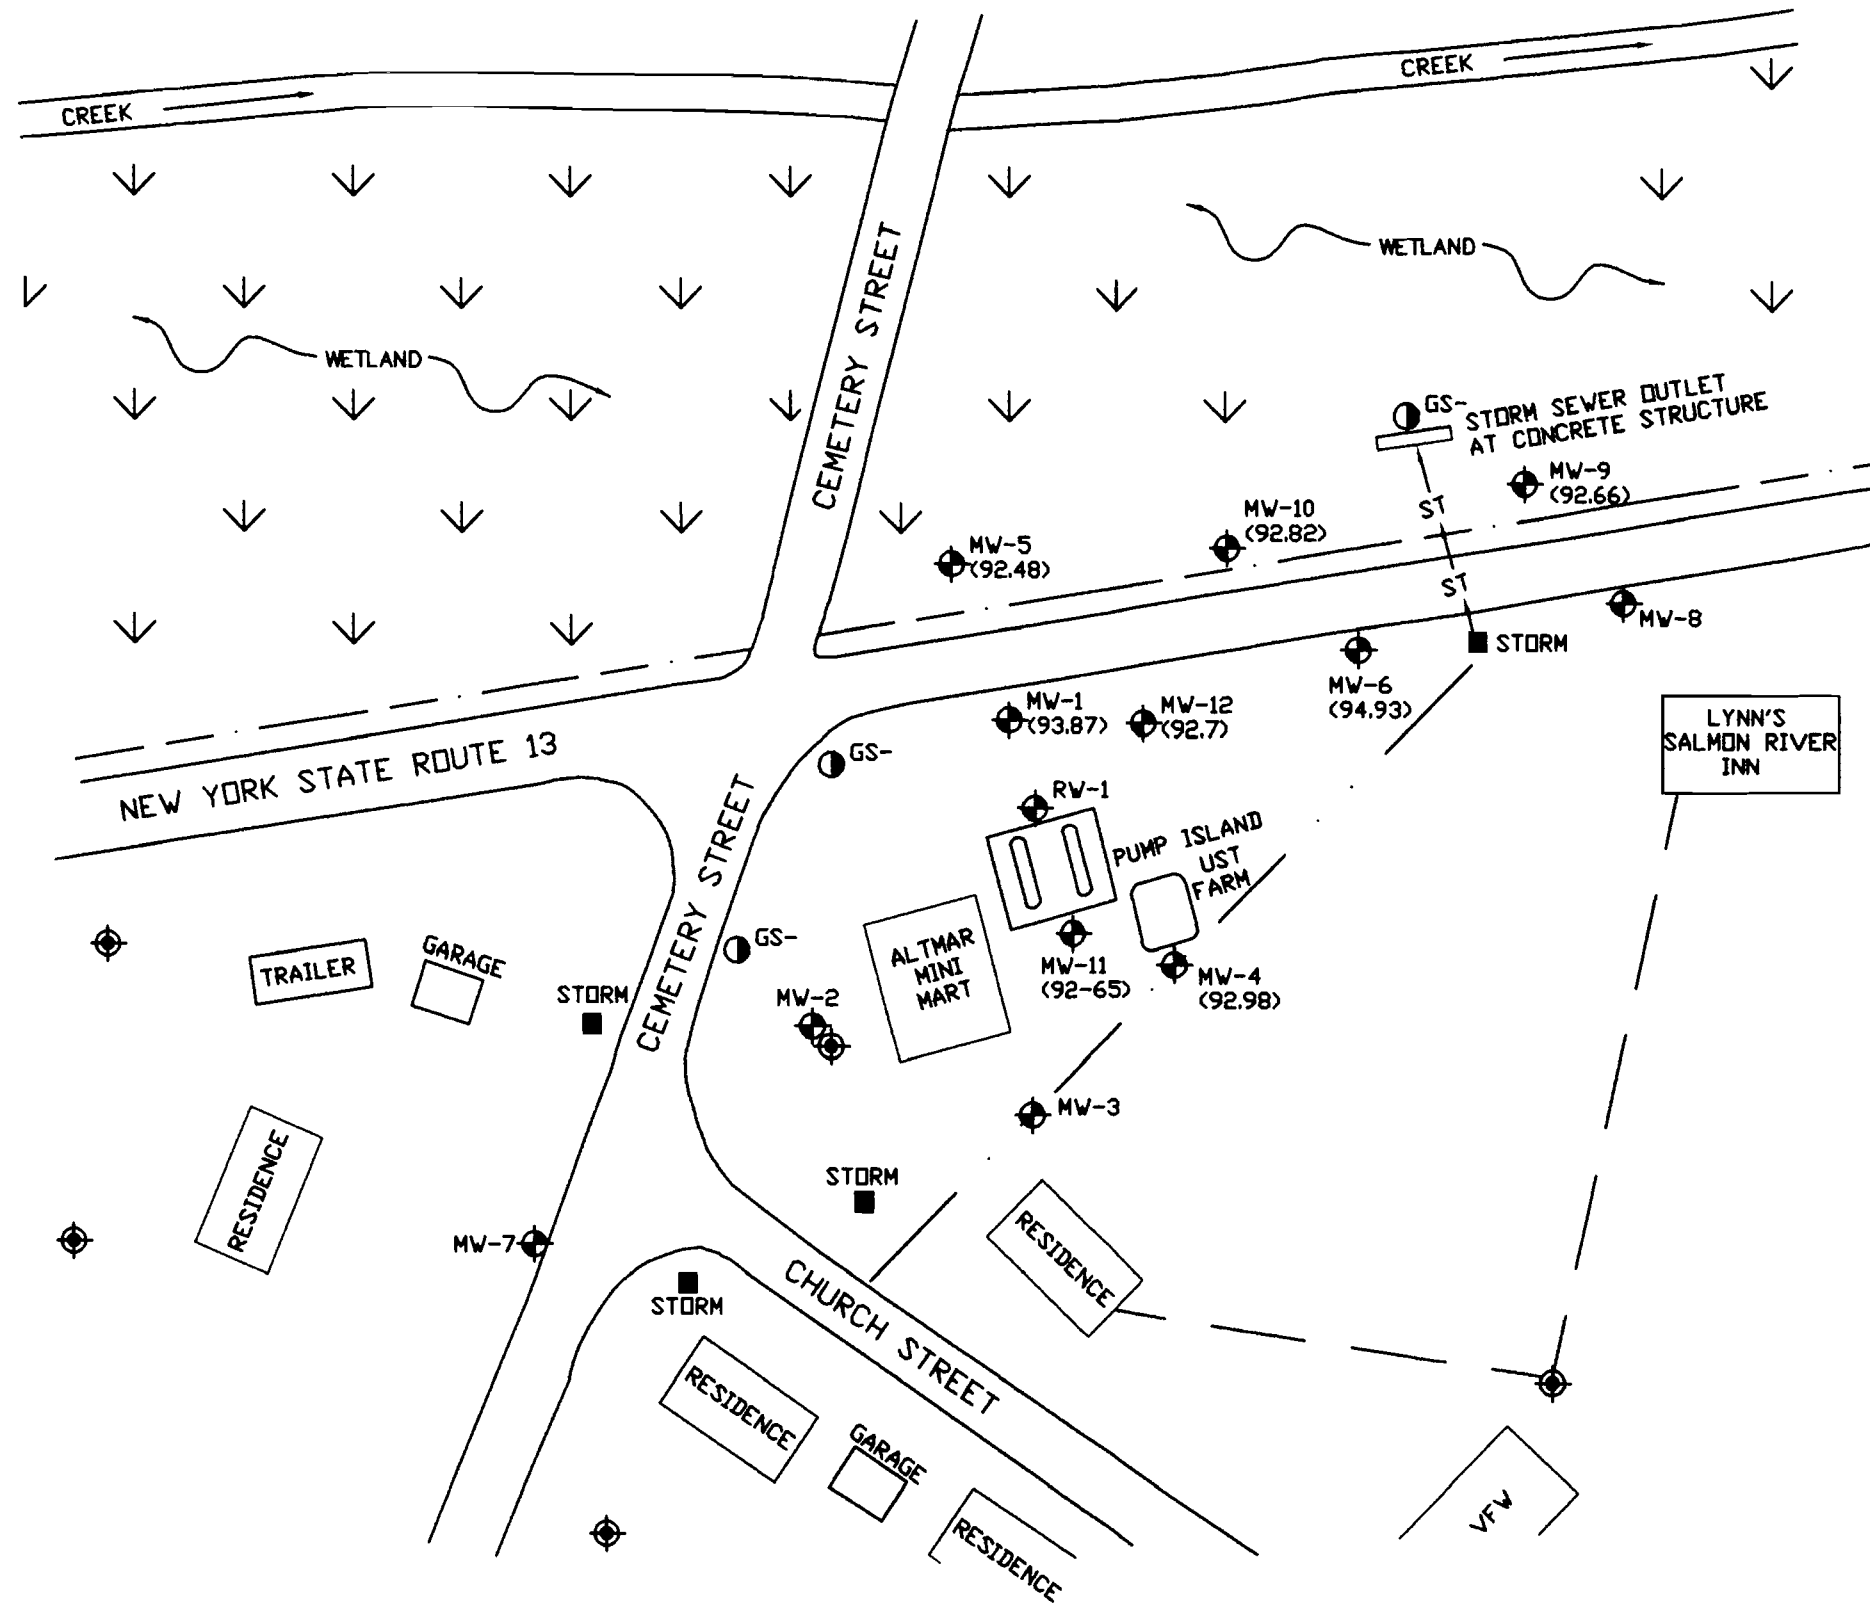 CREEK
CREEK
WETLAND
WETLAND
CEMETERY STREET
GS-
STORM SEWER OUTLET
AT CONCRETE STRUCTURE
MW-9
(92.66)
ST
MW-10
(92.82)
MW-5
(92.48)
ST
MW-8
STORM
MW-6
(94.93)
MW-1
(93.87)
MW-12
(92.7)
LYNN'S
SALMON RIVER
INN
NEW YORK STATE ROUTE 13
GS-
RW-1
PUMP ISLAND
UST
FARM
CEMETERY STREET
GS-
ALTMAR
MINI
MART
MW-11
(92-65)
MW-4
(92.98)
TRAILER
GARAGE
STORM
MW-2
MW-3
RESIDENCE
STORM
RESIDENCE
MW-7
STORM
CHURCH STREET
RESIDENCE
GARAGE
RESIDENCE
VFW